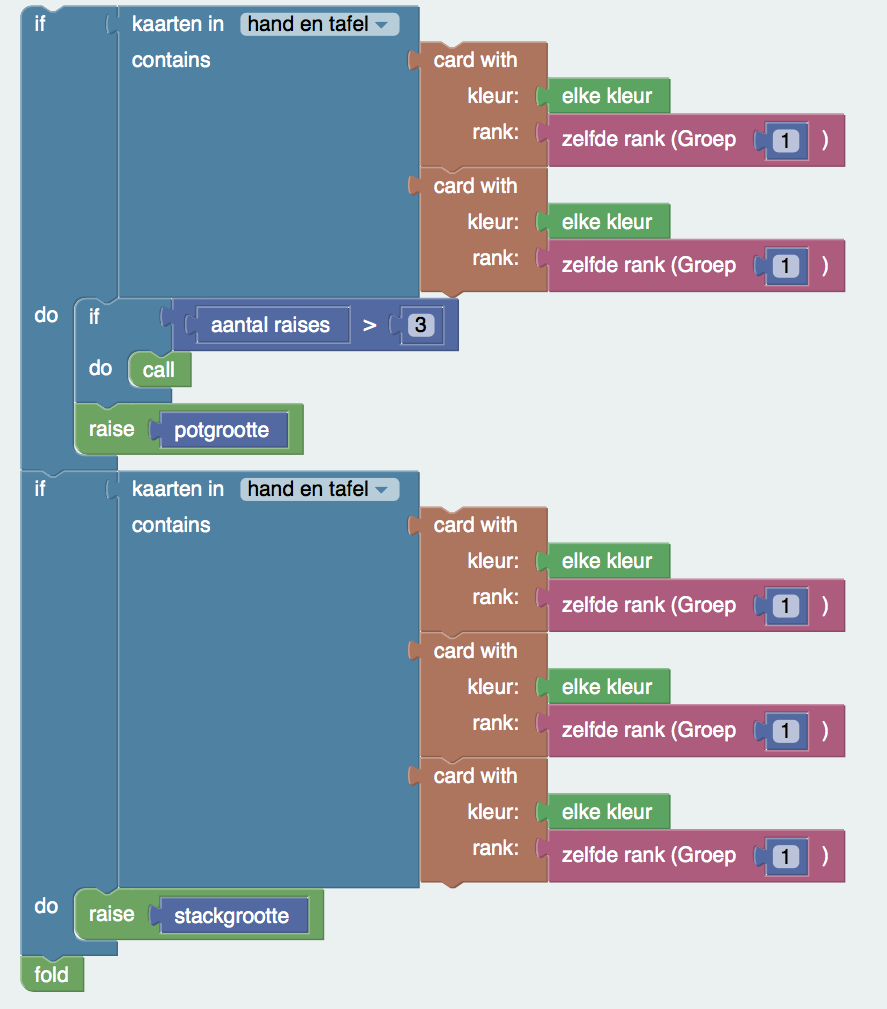 if kaarten in hand en tafel
contains card with
kleur: elke kleur
rank: zelfde rank (Groep 1 )
card with
kleur: elke kleur
rank: zelfde rank (Groep 1 )
do if aantal raises > 3
do call
raise potgrootte
if kaarten in hand en tafel
contains card with
kleur: elke kleur
rank: zelfde rank (Groep 1 )
card with
kleur: elke kleur
rank: zelfde rank (Groep 1 )
card with
kleur: elke kleur
rank: zelfde rank (Groep 1 )
do raise stackgrootte
fold